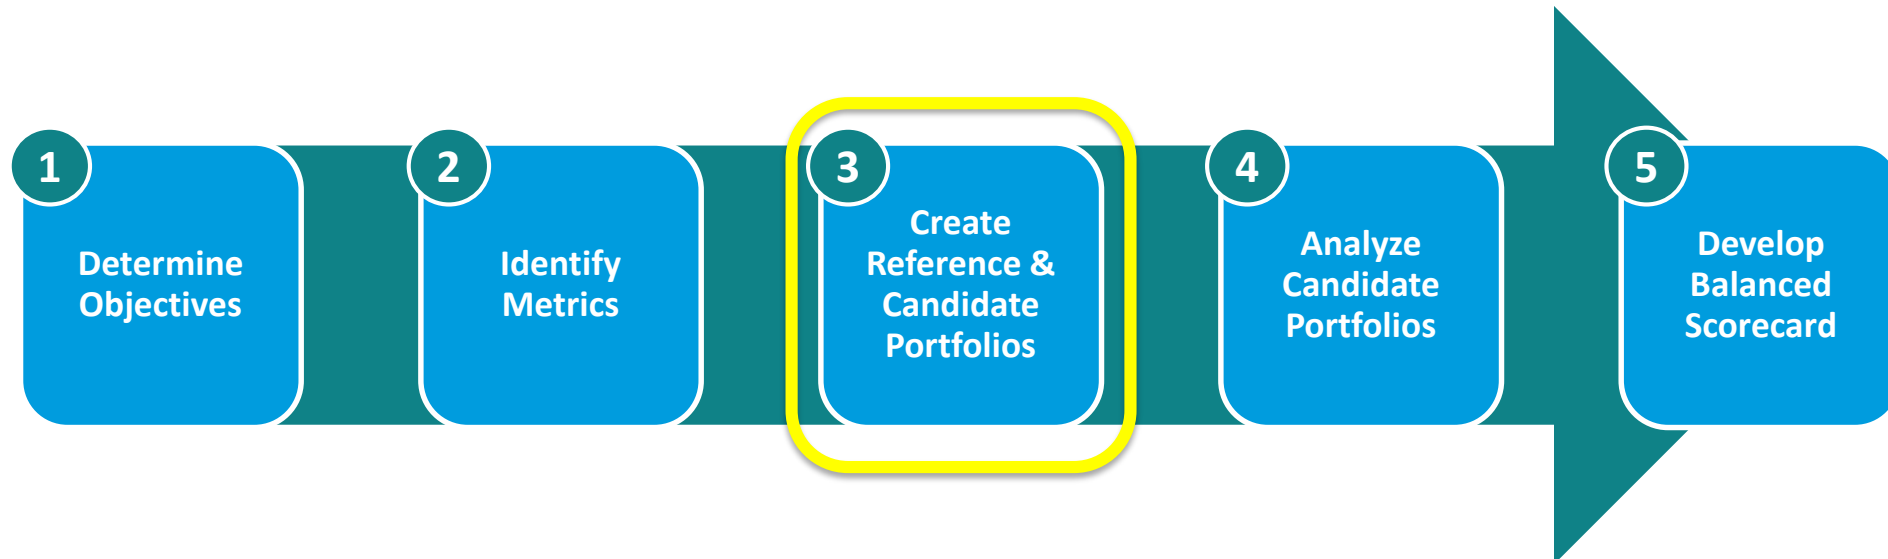 1
Determine
Objectives
2
Identify
Metrics
3
Create
Reference &
Candidate
Portfolios
4
Analyze
Candidate
Portfolios
5
Develop
Balanced
Scorecard